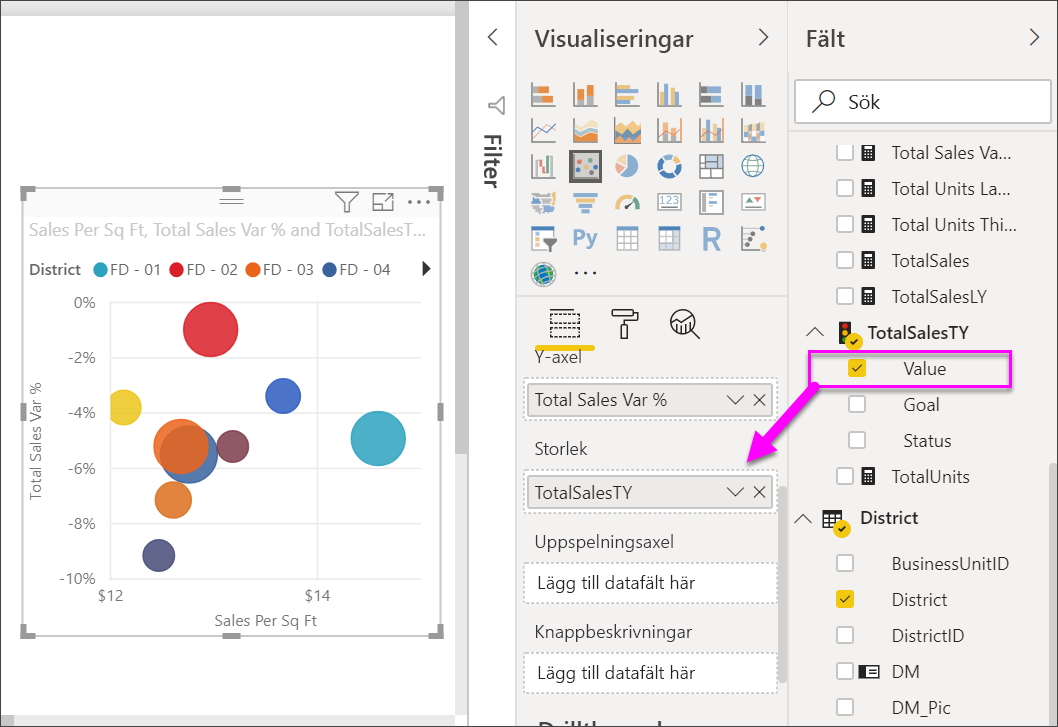 Sales Per Sq Ft, Total Sales Var % and TotalSalesT...
District FD - 01 FD - 02 FD - 03 FD - 04
0%
-2%
-4%
-6%
-8%
-10%
Total Sales Var %
$12 $14
Sales Per Sq Ft
Filter
Visualiseringar
123
Py
R
...
Y-axel
Total Sales Var %
Storlek
TotalSalesTY
Uppspelningsaxel
Lägg till datafält här
Knappbeskrivningar
Lägg till datafält här
Fält
Sök
Total Sales Va...
Total Units La...
Total Units Thi...
TotalSales
TotalSalesLY
TotalSalesTY
Value
Goal
Status
TotalUnits
District
BusinessUnitID
District
DistrictID
DM
DM_Pic